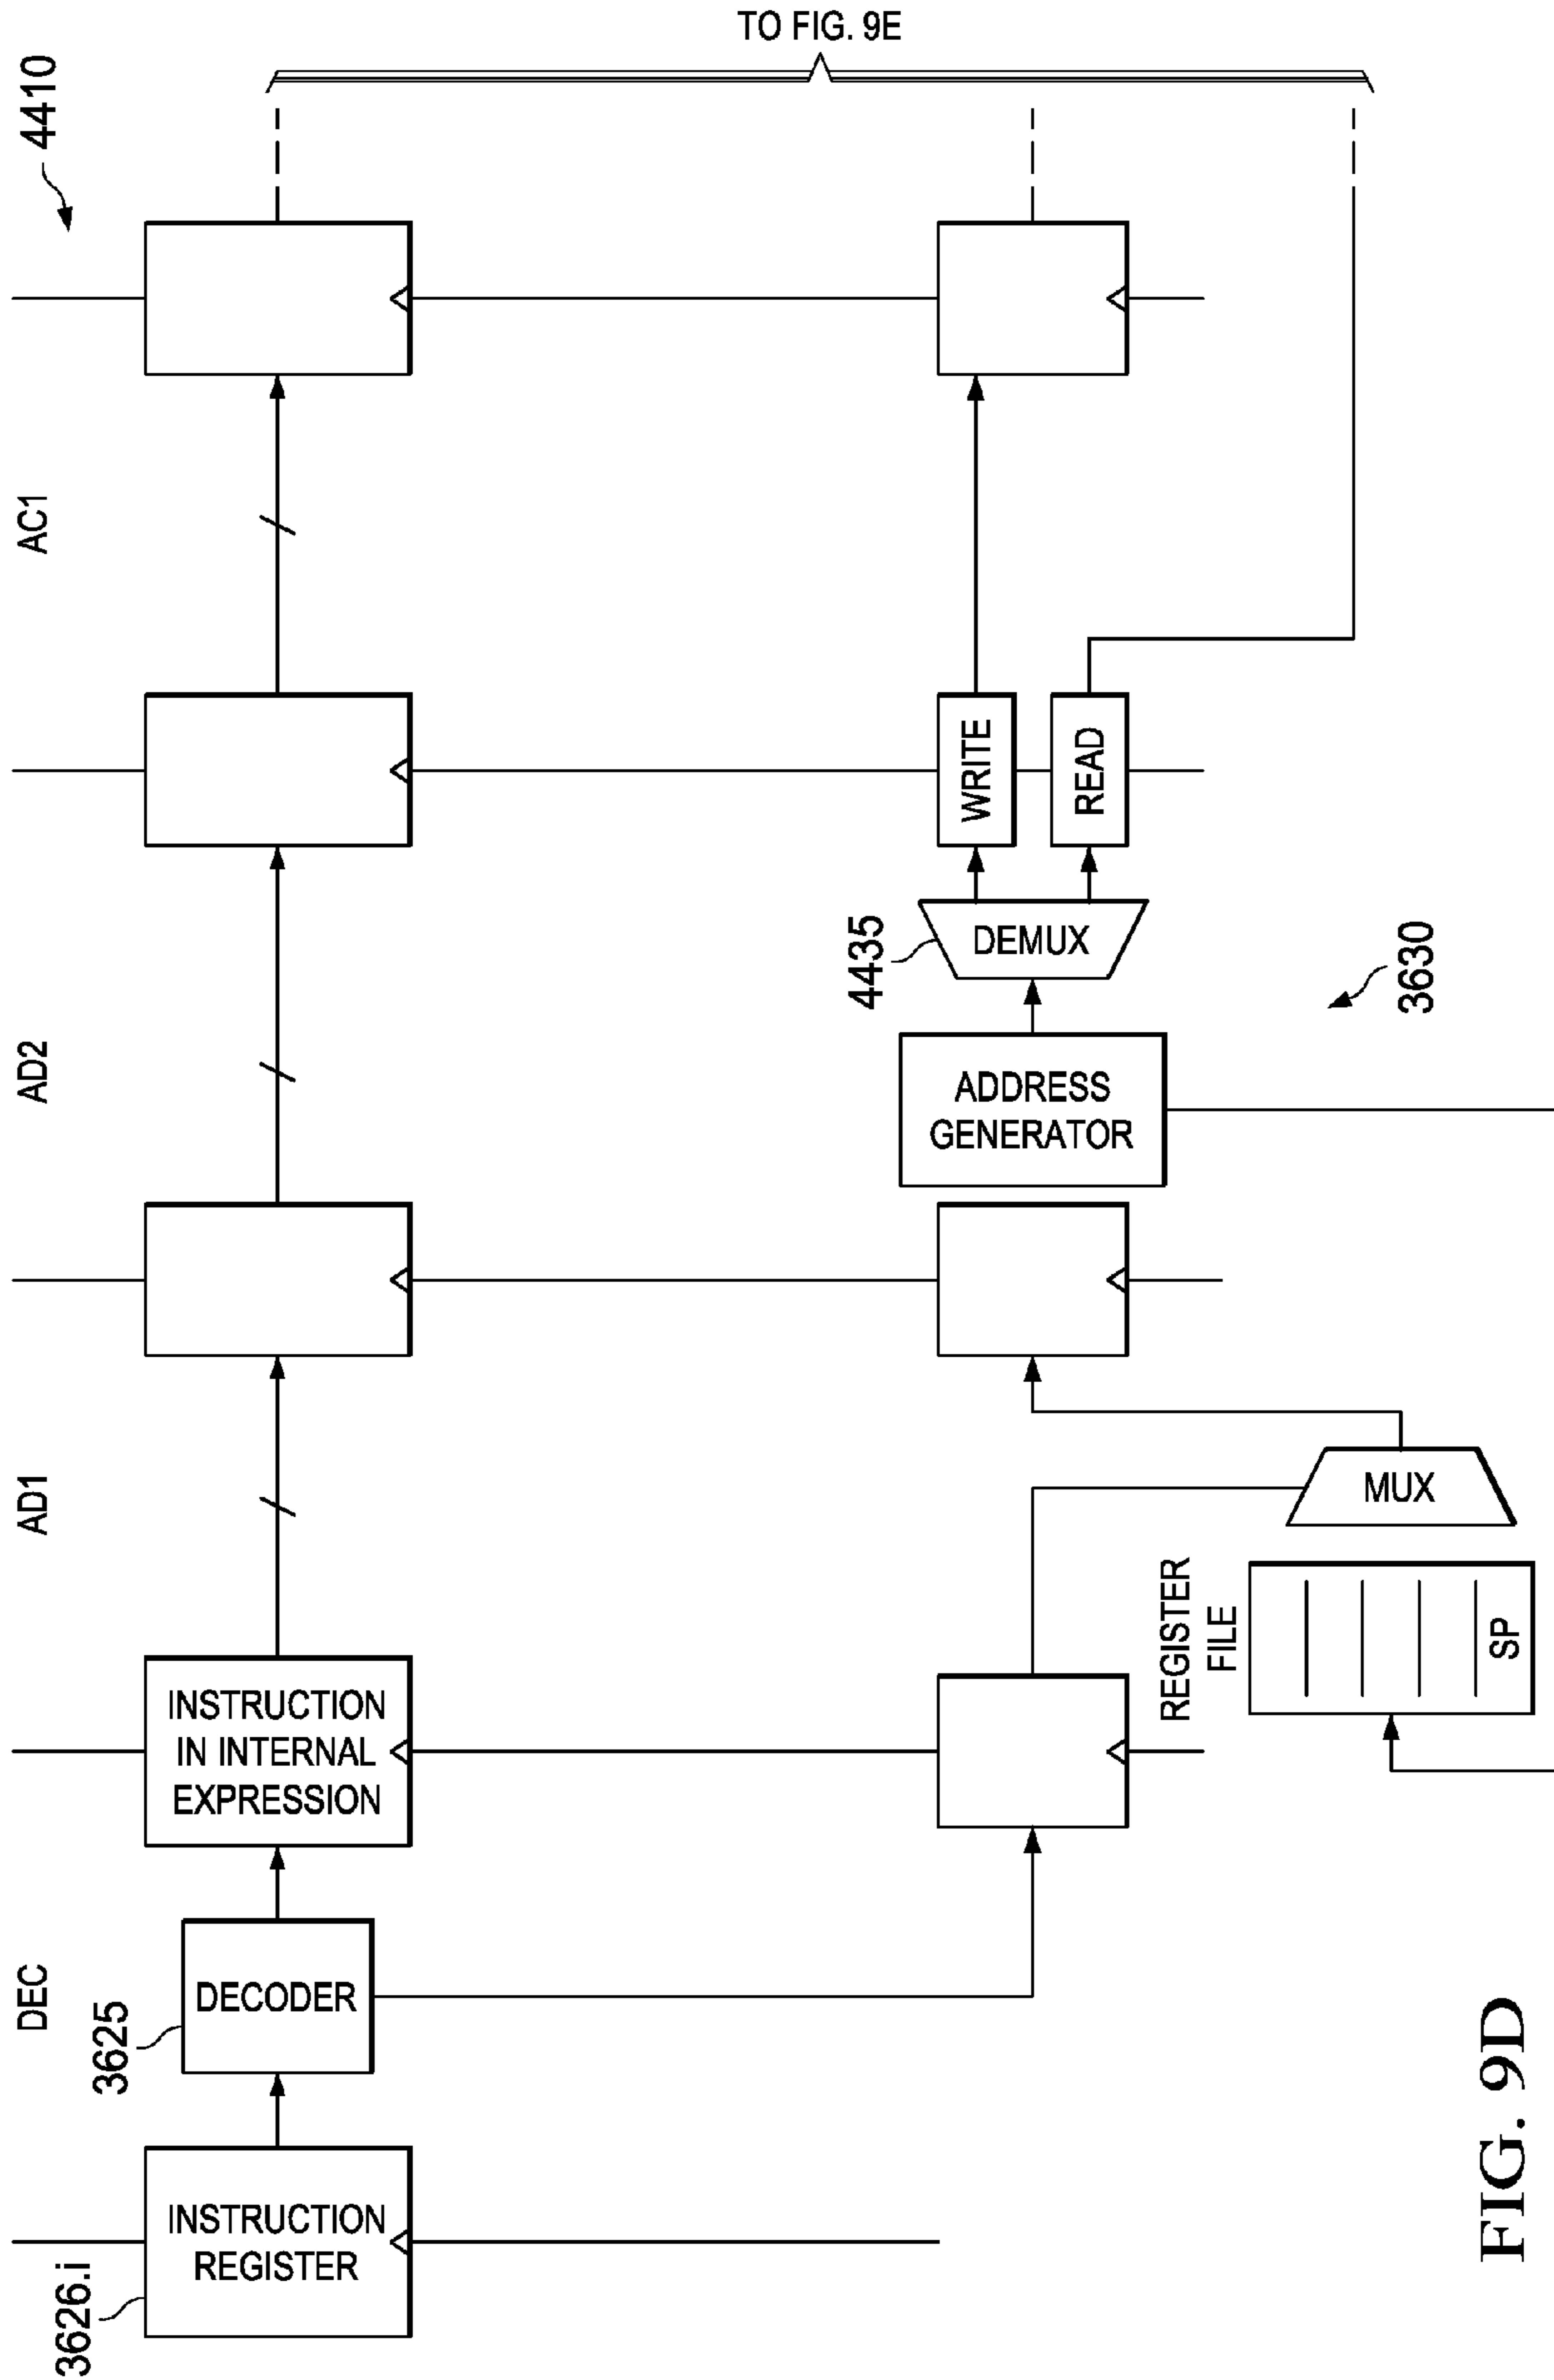 4410
TO FIG. 9E
DEC
AD1
AD2
AC1
3626.i
INSTRUCTION
REGISTER
3625
DECODER
INSTRUCTION
IN INTERNAL
EXPRESSION
4435
DEMUX
WRITE
READ
ADDRESS
GENERATOR
3630
REGISTER
FILE
SP
MUX
FIG. 9D